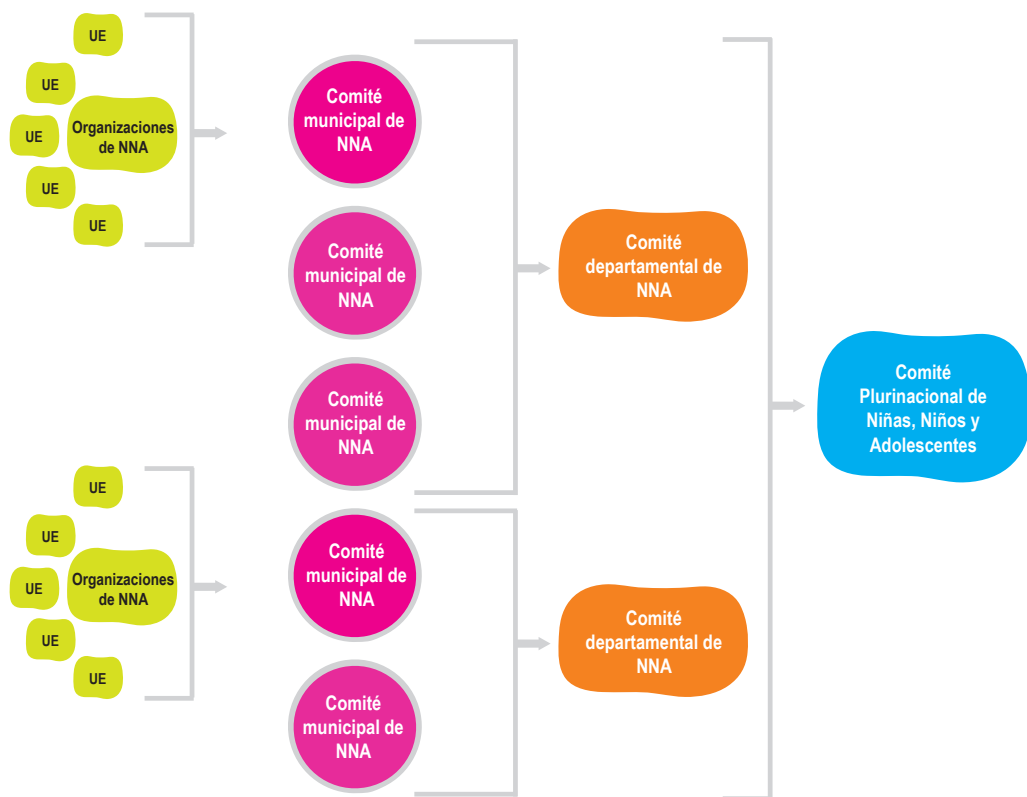 UE
UE
UE
Organizaciones
de NNA
UE
UE
Comité
municipal de
NNA
Comité
municipal de
NNA
Comité
municipal de
NNA
Comité
departamental de
NNA
Comité
Plurinacional de
Niñas, Niños y
Adolescentes
UE
UE
UE
Organizaciones
de NNA
UE
UE
Comité
municipal de
NNA
Comité
municipal de
NNA
Comité
departamental de
NNA